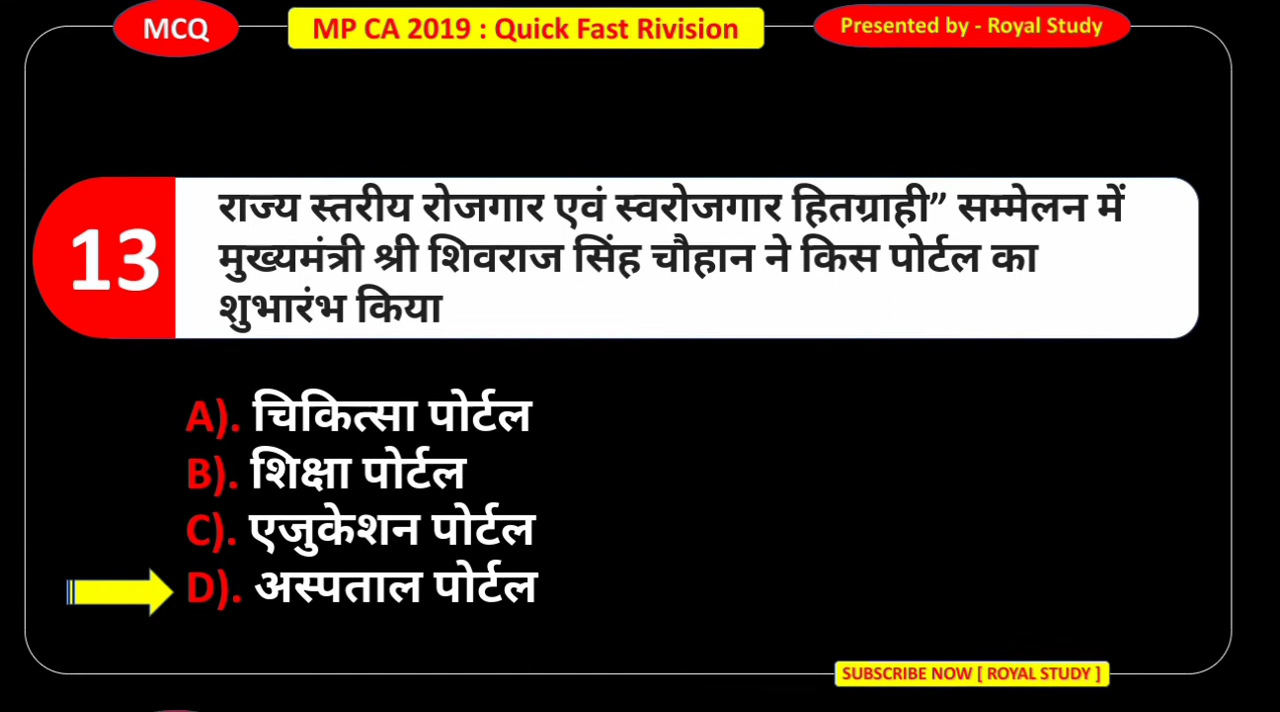 MCQ
MP CA 2019 : Quick Fast Rivision
Presented by - Royal Study
13
राज्य स्तरीय रोजगार एवं स्वरोजगार हितग्राही” सम्मेलन में
मुख्यमंत्री श्री शिवराज सिंह चौहान ने किस पोर्टल का
शुभारंभ किया
A). चिकित्सा पोर्टल
B). शिक्षा पोर्टल
C). एजुकेशन पोर्टल
D). अस्पताल पोर्टल
SUBSCRIBE NOW [ ROYAL STUDY ]